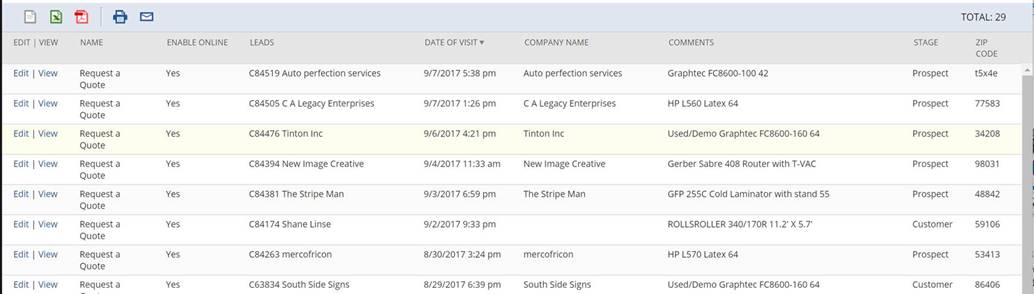 TOTAL: 29
EDIT | VIEW NAME ENABLE ONLINE LEADS DATE OF VISIT ▼ COMPANY NAME COMMENTS STAGE ZIP
CODE
Edit | View Request a Yes C84519 Auto perfection services 9/7/2017 5:38 pm Auto perfection services Graphtec FC8600-100 42 Prospect t5x4e
Quote
Edit | View Request a Yes C84505 C A Legacy Enterprises 9/7/2017 1:26 pm C A Legacy Enterprises HP L560 Latex 64 Prospect 77583
Quote
Edit | View Request a Yes C84476 Tinton Inc 9/6/2017 4:21 pm Tinton Inc Used/Demo Graphtec FC8600-160 64 Prospect 34208
Quote
Edit | View Request a Yes C84394 New Image Creative 9/4/2017 11:33 am New Image Creative Gerber Sabre 408 Router with T-VAC Prospect 98031
Quote
Edit | View Request a Yes C84381 The Stripe Man 9/3/2017 6:59 pm The Stripe Man GFP 255C Cold Laminator with stand 55 Prospect 48842
Quote
Edit | View Request a Yes C84174 Shane Linse 9/2/2017 9:33 pm ROLLSROLLER 340/170R 11.2' X 5.7' Customer 59106
Quote
Edit | View Request a Yes C84263 mercofricon 8/30/2017 3:24 pm mercofricon HP L570 Latex 64 Prospect 53413
Quote
Edit | View Request a Yes C63834 South Side Signs 8/29/2017 6:39 pm South Side Signs Used/Demo Graphtec FC8600-160 64 Customer 86406